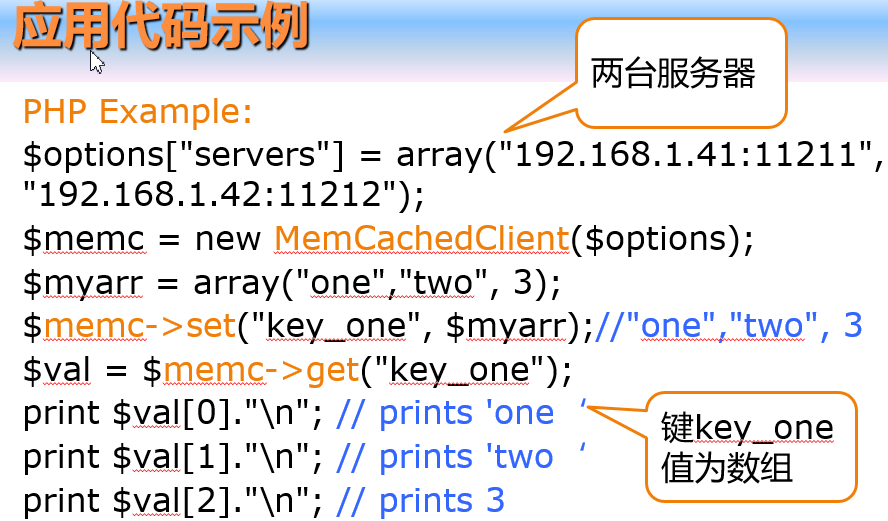 应用代码示例
两台服务器
PHP Example:
$options["servers"] = array("192.168.1.41:11211",
"192.168.1.42:11212");
$memc = new MemCachedClient($options);
$myarr = array("one","two", 3);
$memc->set("key_one", $myarr);//"one","two", 3
$val = $memc->get("key_one");
print $val[0]."\n"; // prints 'one ‘
print $val[1]."\n"; // prints 'two ‘
print $val[2]."\n"; // prints 3
键key_one
值为数组